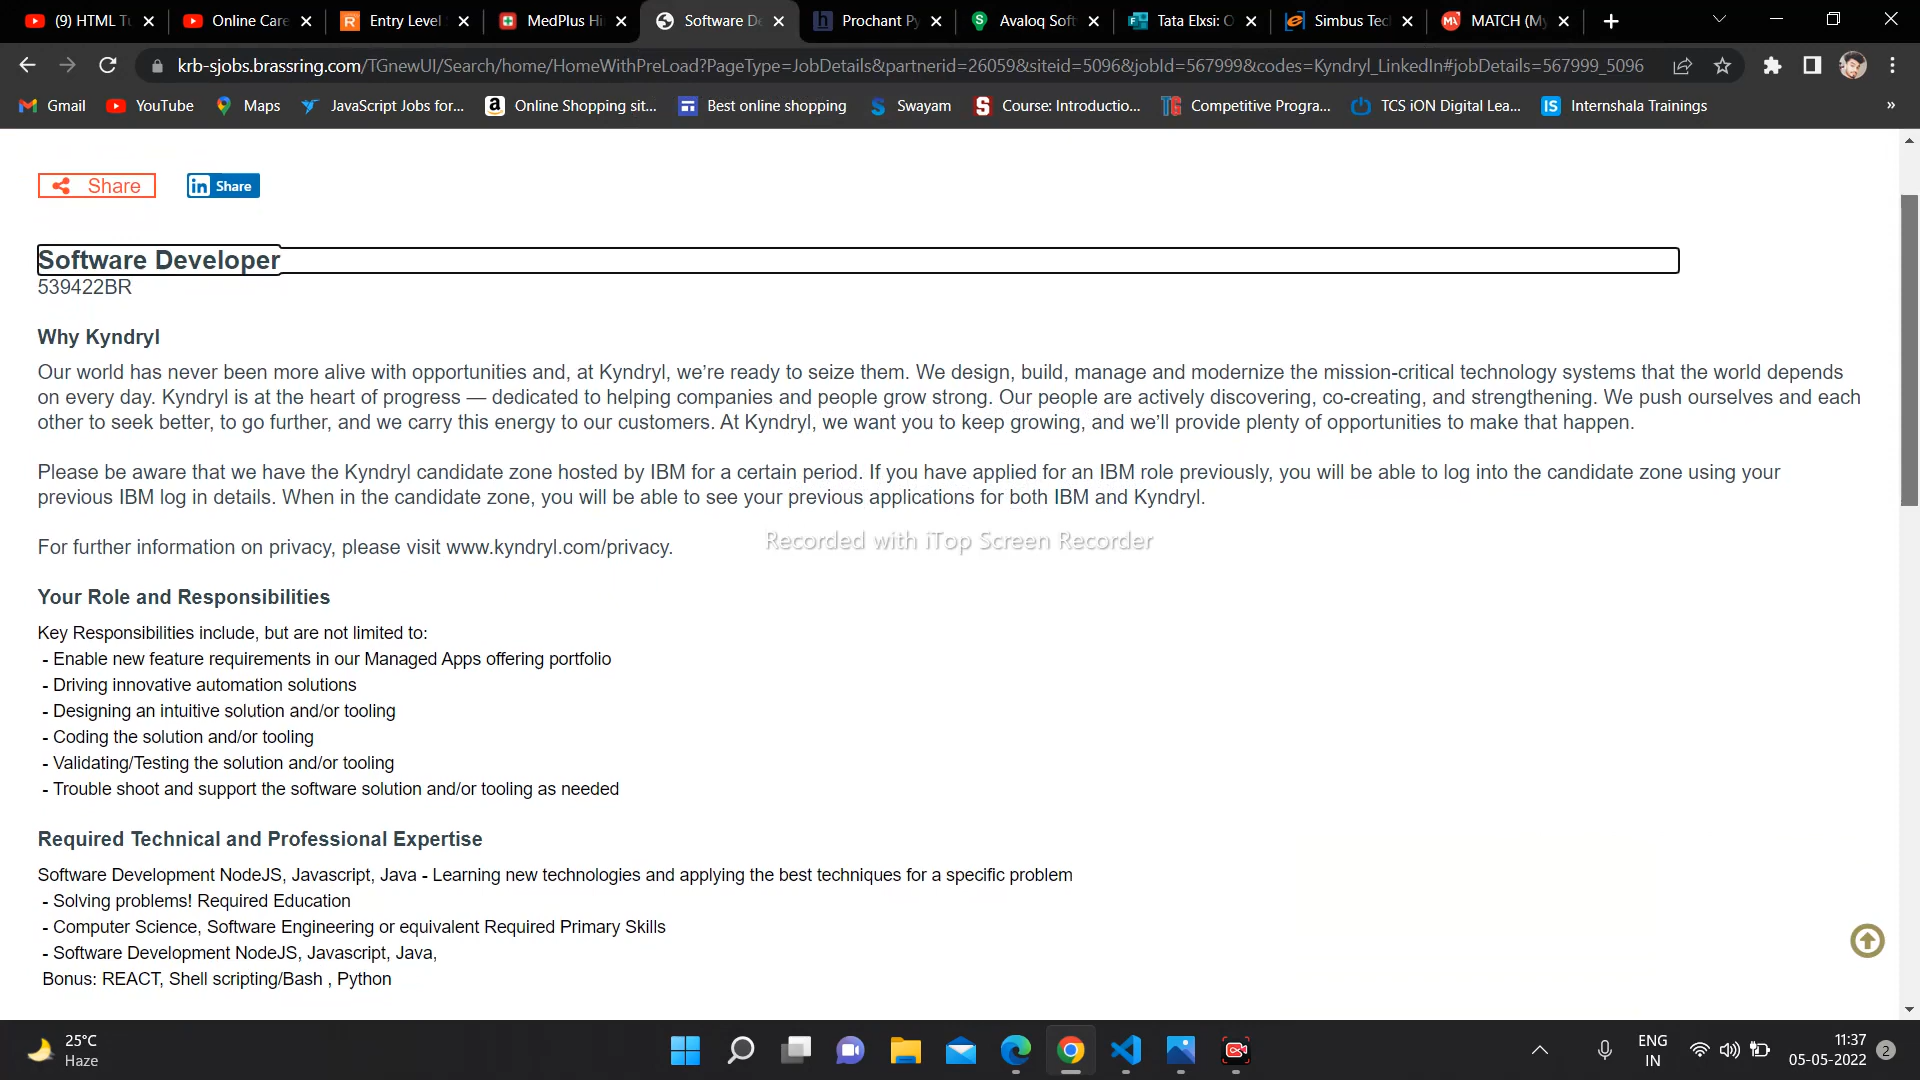 (9) HTML Tu
Online Care
Entry Level
MedPlus Hi
Software De
Prochant Py
Avaloq Soft
Tata Elxsi: O
Simbus Tec
MATCH (My
krb-sjobs.brassring.com/TGnewUI/Search/home/HomeWithPreLoad?PageType=JobDetails&partnerid=26059&siteid=5096&jobId=567999&codes=Kyndryl_LinkedIn#jobDetails=567999_5096
Gmail
YouTube
Maps
JavaScript Jobs for...
Online Shopping sit...
Best online shopping
Swayam
Course: Introductio...
Competitive Progra...
TCS iON Digital Lea...
Internshala Trainings
»
Share
in Share
Software Developer
539422BR
Why Kyndryl
Our world has never been more alive with opportunities and, at Kyndryl, we’re ready to seize them. We design, build, manage and modernize the mission-critical technology systems that the world depends
on every day. Kyndryl is at the heart of progress — dedicated to helping companies and people grow strong. Our people are actively discovering, co-creating, and strengthening. We push ourselves and each
other to seek better, to go further, and we carry this energy to our customers. At Kyndryl, we want you to keep growing, and we’ll provide plenty of opportunities to make that happen.
Please be aware that we have the Kyndryl candidate zone hosted by IBM for a certain period. If you have applied for an IBM role previously, you will be able to log into the candidate zone using your
previous IBM log in details. When in the candidate zone, you will be able to see your previous applications for both IBM and Kyndryl.
Recorded with iTop Screen Recorder
For further information on privacy, please visit www.kyndryl.com/privacy.
Your Role and Responsibilities
Key Responsibilities include, but are not limited to:
- Enable new feature requirements in our Managed Apps offering portfolio
- Driving innovative automation solutions
- Designing an intuitive solution and/or tooling
- Coding the solution and/or tooling
- Validating/Testing the solution and/or tooling
- Trouble shoot and support the software solution and/or tooling as needed
Required Technical and Professional Expertise
Software Development NodeJS, Javascript, Java - Learning new technologies and applying the best techniques for a specific problem
- Solving problems! Required Education
- Computer Science, Software Engineering or equivalent Required Primary Skills
- Software Development NodeJS, Javascript, Java,
Bonus: REACT, Shell scripting/Bash , Python
25°C
Haze
ENG
IN
11:37
05-05-2022
2